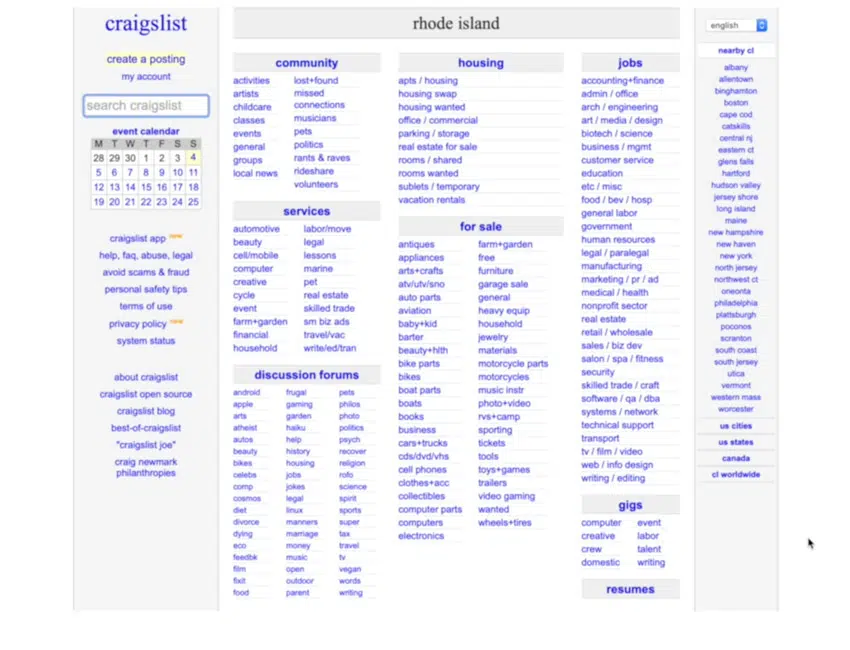 craigslist
create a posting
my account
search craigslist
event calendar
M T W T F S S
28 29 30 1 2 3 4
5 6 7 8 9 10 11
12 13 14 15 16 17 18
19 20 21 22 23 24 25
craigslist app new
help, faq, abuse, legal
avoid scams & fraud
personal safety tips
terms of use
privacy policy new
system status
about craigslist
craigslist open source
craigslist blog
best-of-craigslist
"craigslist joe"
craig newmark
philanthropies
rhode island
community
activities
artists
childcare
classes
events
general
groups
local news
lost+found
missed
connections
musicians
pets
politics
rants & raves
rideshare
volunteers
services
automotive
beauty
cell/mobile
computer
creative
cycle
event
farm+garden
financial
household
labor/move
legal
lessons
marine
pet
real estate
skilled trade
sm biz ads
travel/vac
write/ed/tran
discussion forums
android
apple
arts
atheist
autos
beauty
bikes
celebs
comp
cosmos
diet
divorce
dying
eco
feedbk
film
fixit
food
frugal
gaming
garden
haiku
help
history
housing
jobs
jokes
legal
linux
manners
marriage
money
music
open
outdoor
parent
pets
philos
photo
politics
psych
recover
religion
rofo
science
spirit
sports
super
tax
travel
tv
vegan
words
writing
housing
apts / housing
housing swap
housing wanted
office / commercial
parking / storage
real estate for sale
rooms / shared
rooms wanted
sublets / temporary
vacation rentals
for sale
antiques
appliances
arts+crafts
atv/utv/sno
auto parts
aviation
baby+kid
barter
beauty+hlth
bike parts
bikes
boat parts
boats
books
business
cars+trucks
cds/dvd/vhs
cell phones
clothes+acc
collectibles
computer parts
computers
electronics
farm+garden
free
furniture
garage sale
general
heavy equip
household
jewelry
materials
motorcycle parts
motorcycles
music instr
photo+video
rvs+camp
sporting
tickets
tools
toys+games
trailers
video gaming
wanted
wheels+tires
jobs
accounting+finance
admin / office
arch / engineering
art / media / design
biotech / science
business / mgmt
customer service
education
etc / misc
food / bev / hosp
general labor
government
human resources
legal / paralegal
manufacturing
marketing / pr / ad
medical / health
nonprofit sector
real estate
retail / wholesale
sales / biz dev
salon / spa / fitness
security
skilled trade / craft
software / qa / dba
systems / network
technical support
transport
tv / film / video
web / info design
writing / editing
gigs
computer
creative
crew
domestic
event
labor
talent
writing
resumes
english
nearby cl
albany
allentown
binghamton
boston
cape cod
catskills
central nj
eastern ct
glens falls
hartford
hudson valley
jersey shore
long island
maine
new hampshire
new haven
new york
north jersey
northwest ct
oneonta
philadelphia
plattsburgh
poconos
scranton
south coast
south jersey
utica
vermont
western mass
worcester
us cities
us states
canada
cl worldwide